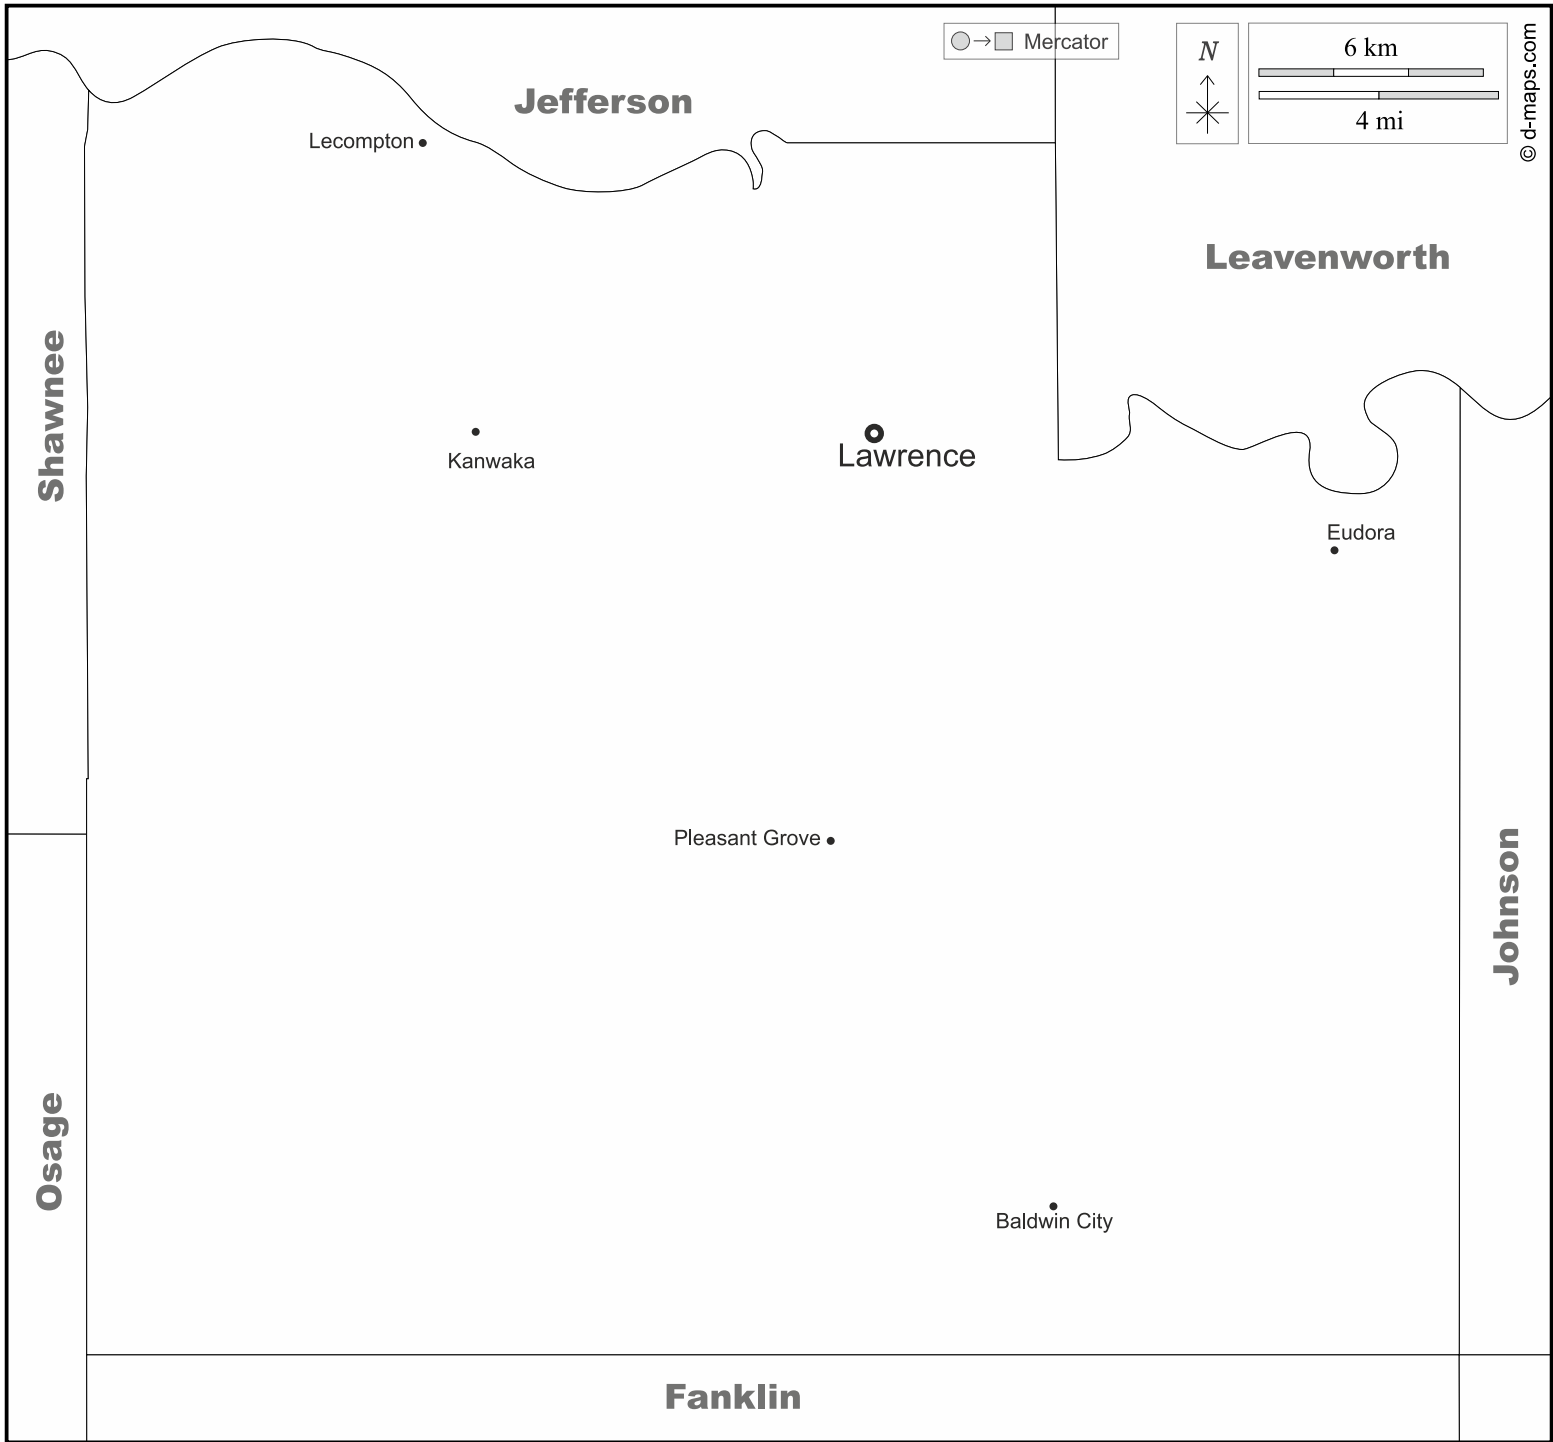 Mercator
N
6 km
4 mi
© d-maps.com
Jefferson
Lecompton
Leavenworth
Shawnee
Kanwaka
Lawrence
Eudora
Pleasant Grove
Johnson
Osage
Baldwin City
Fanklin